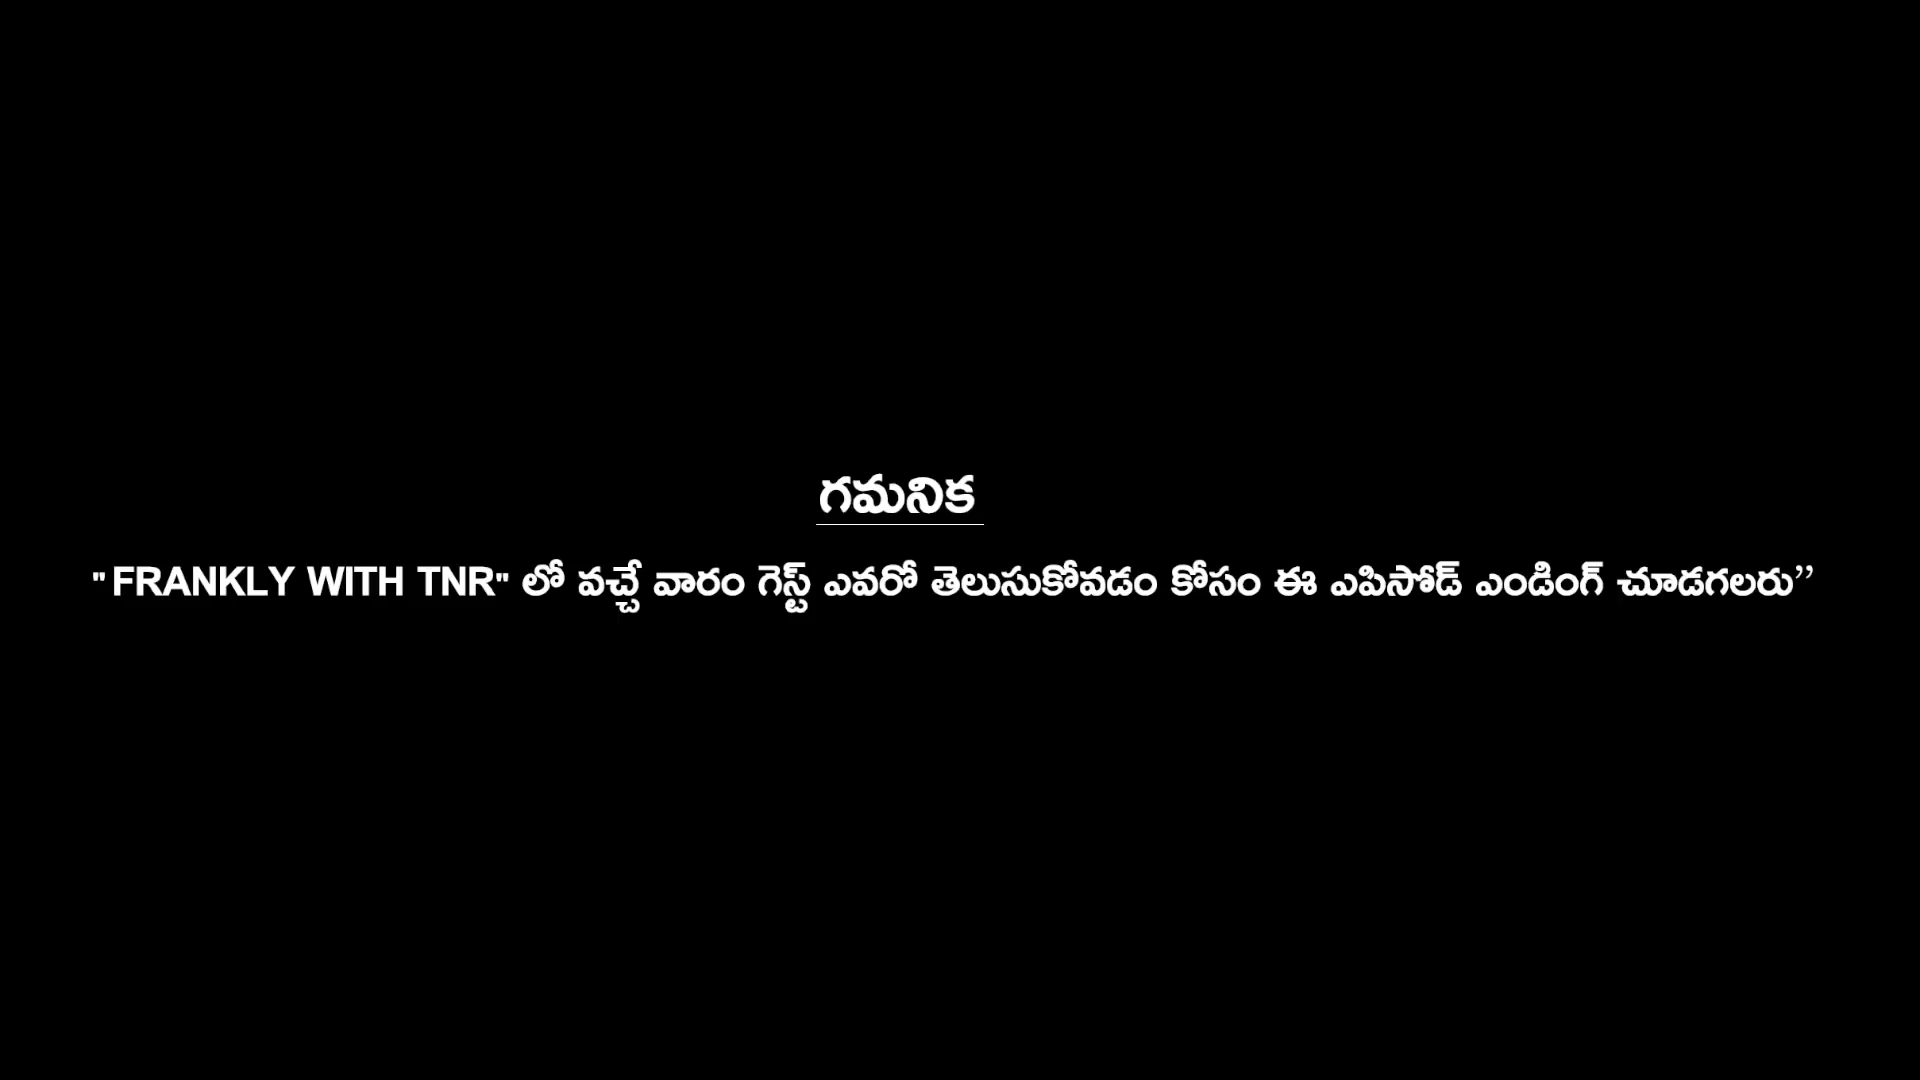 గమనిక
"FRANKLY WITH TNR" లో వచ్చే వారం గెస్ట్ ఎవరో తెలుసుకోవడం కోసం ఈ ఎపిసోడ్ ఎండింగ్ చూడగలరు”